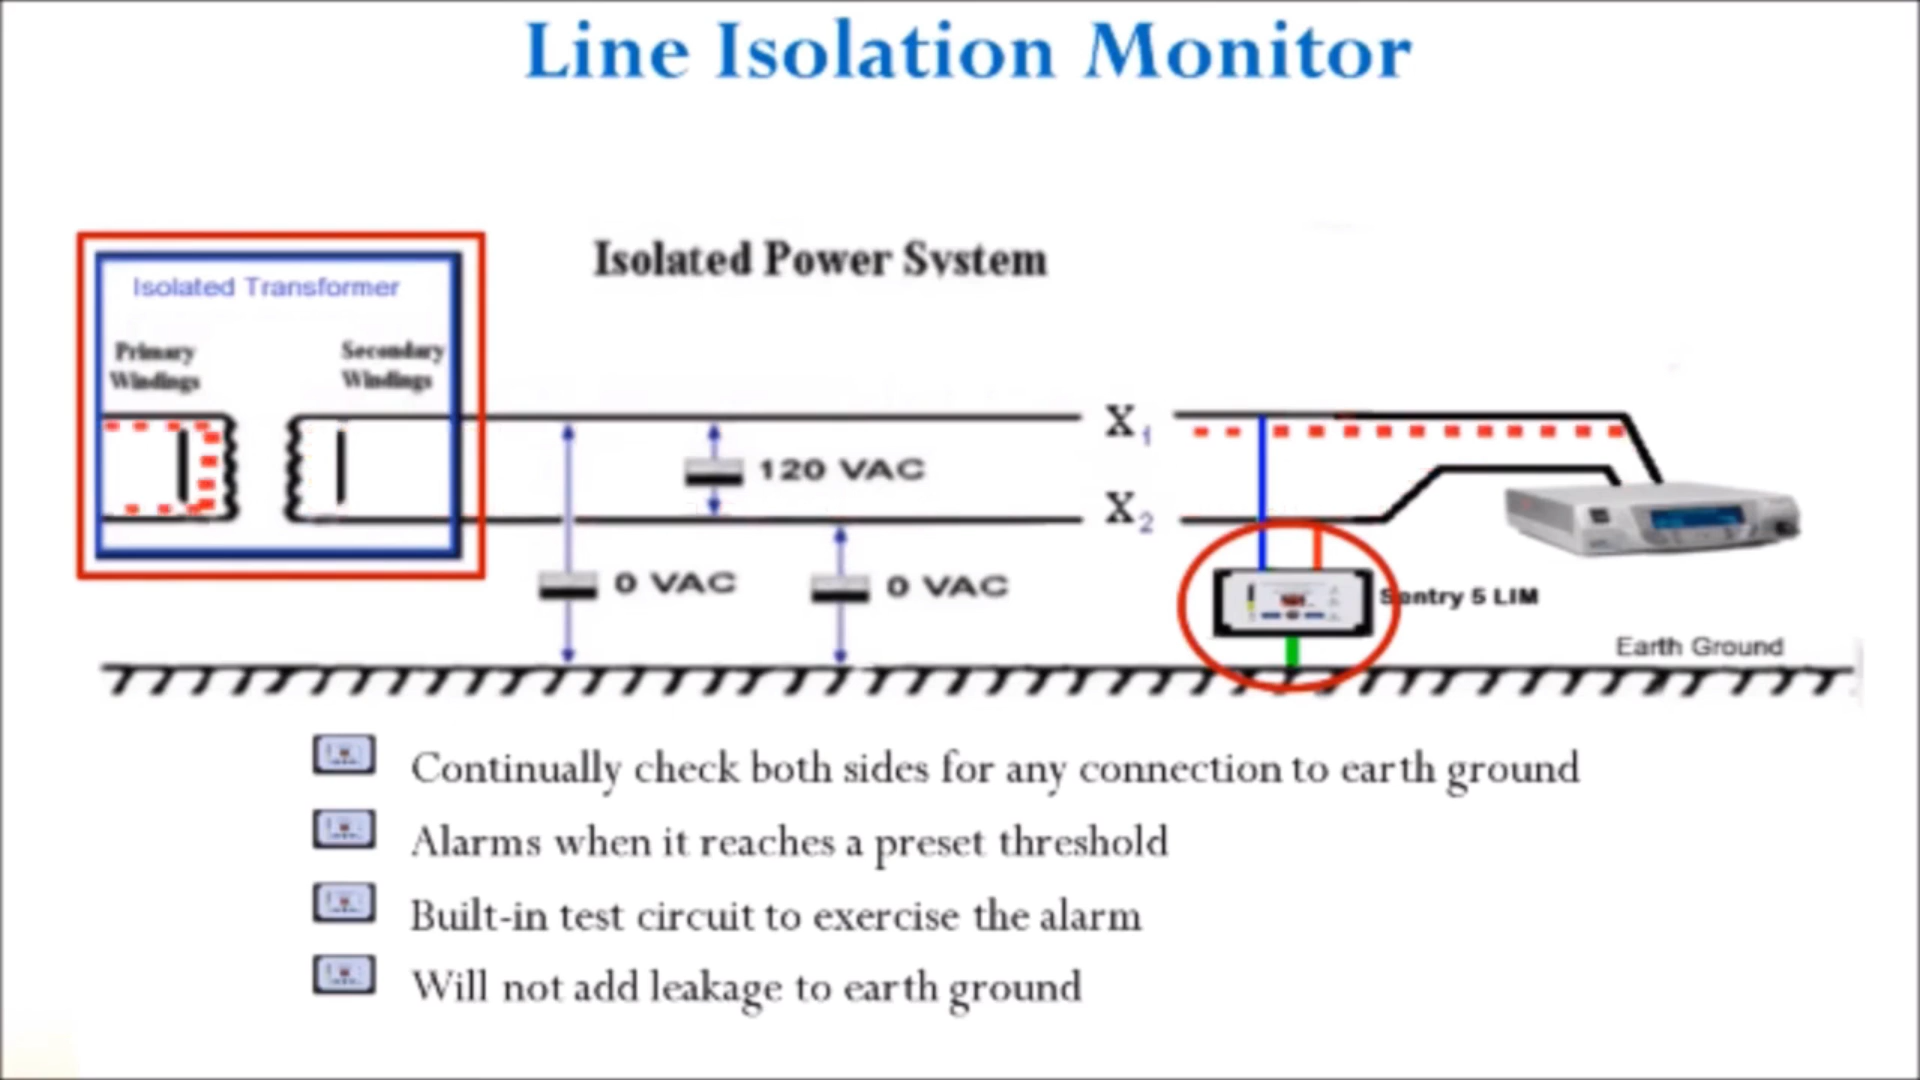 Line Isolation Monitor
Isolated Power System
Isolated Transformer
Primary
Windings
Secondary
Windings
X1
120 VAC
X2
0 VAC
0 VAC
Sentry 5 LIM
Earth Ground
Continually check both sides for any connection to earth ground
Alarms when it reaches a preset threshold
Built-in test circuit to exercise the alarm
Will not add leakage to earth ground